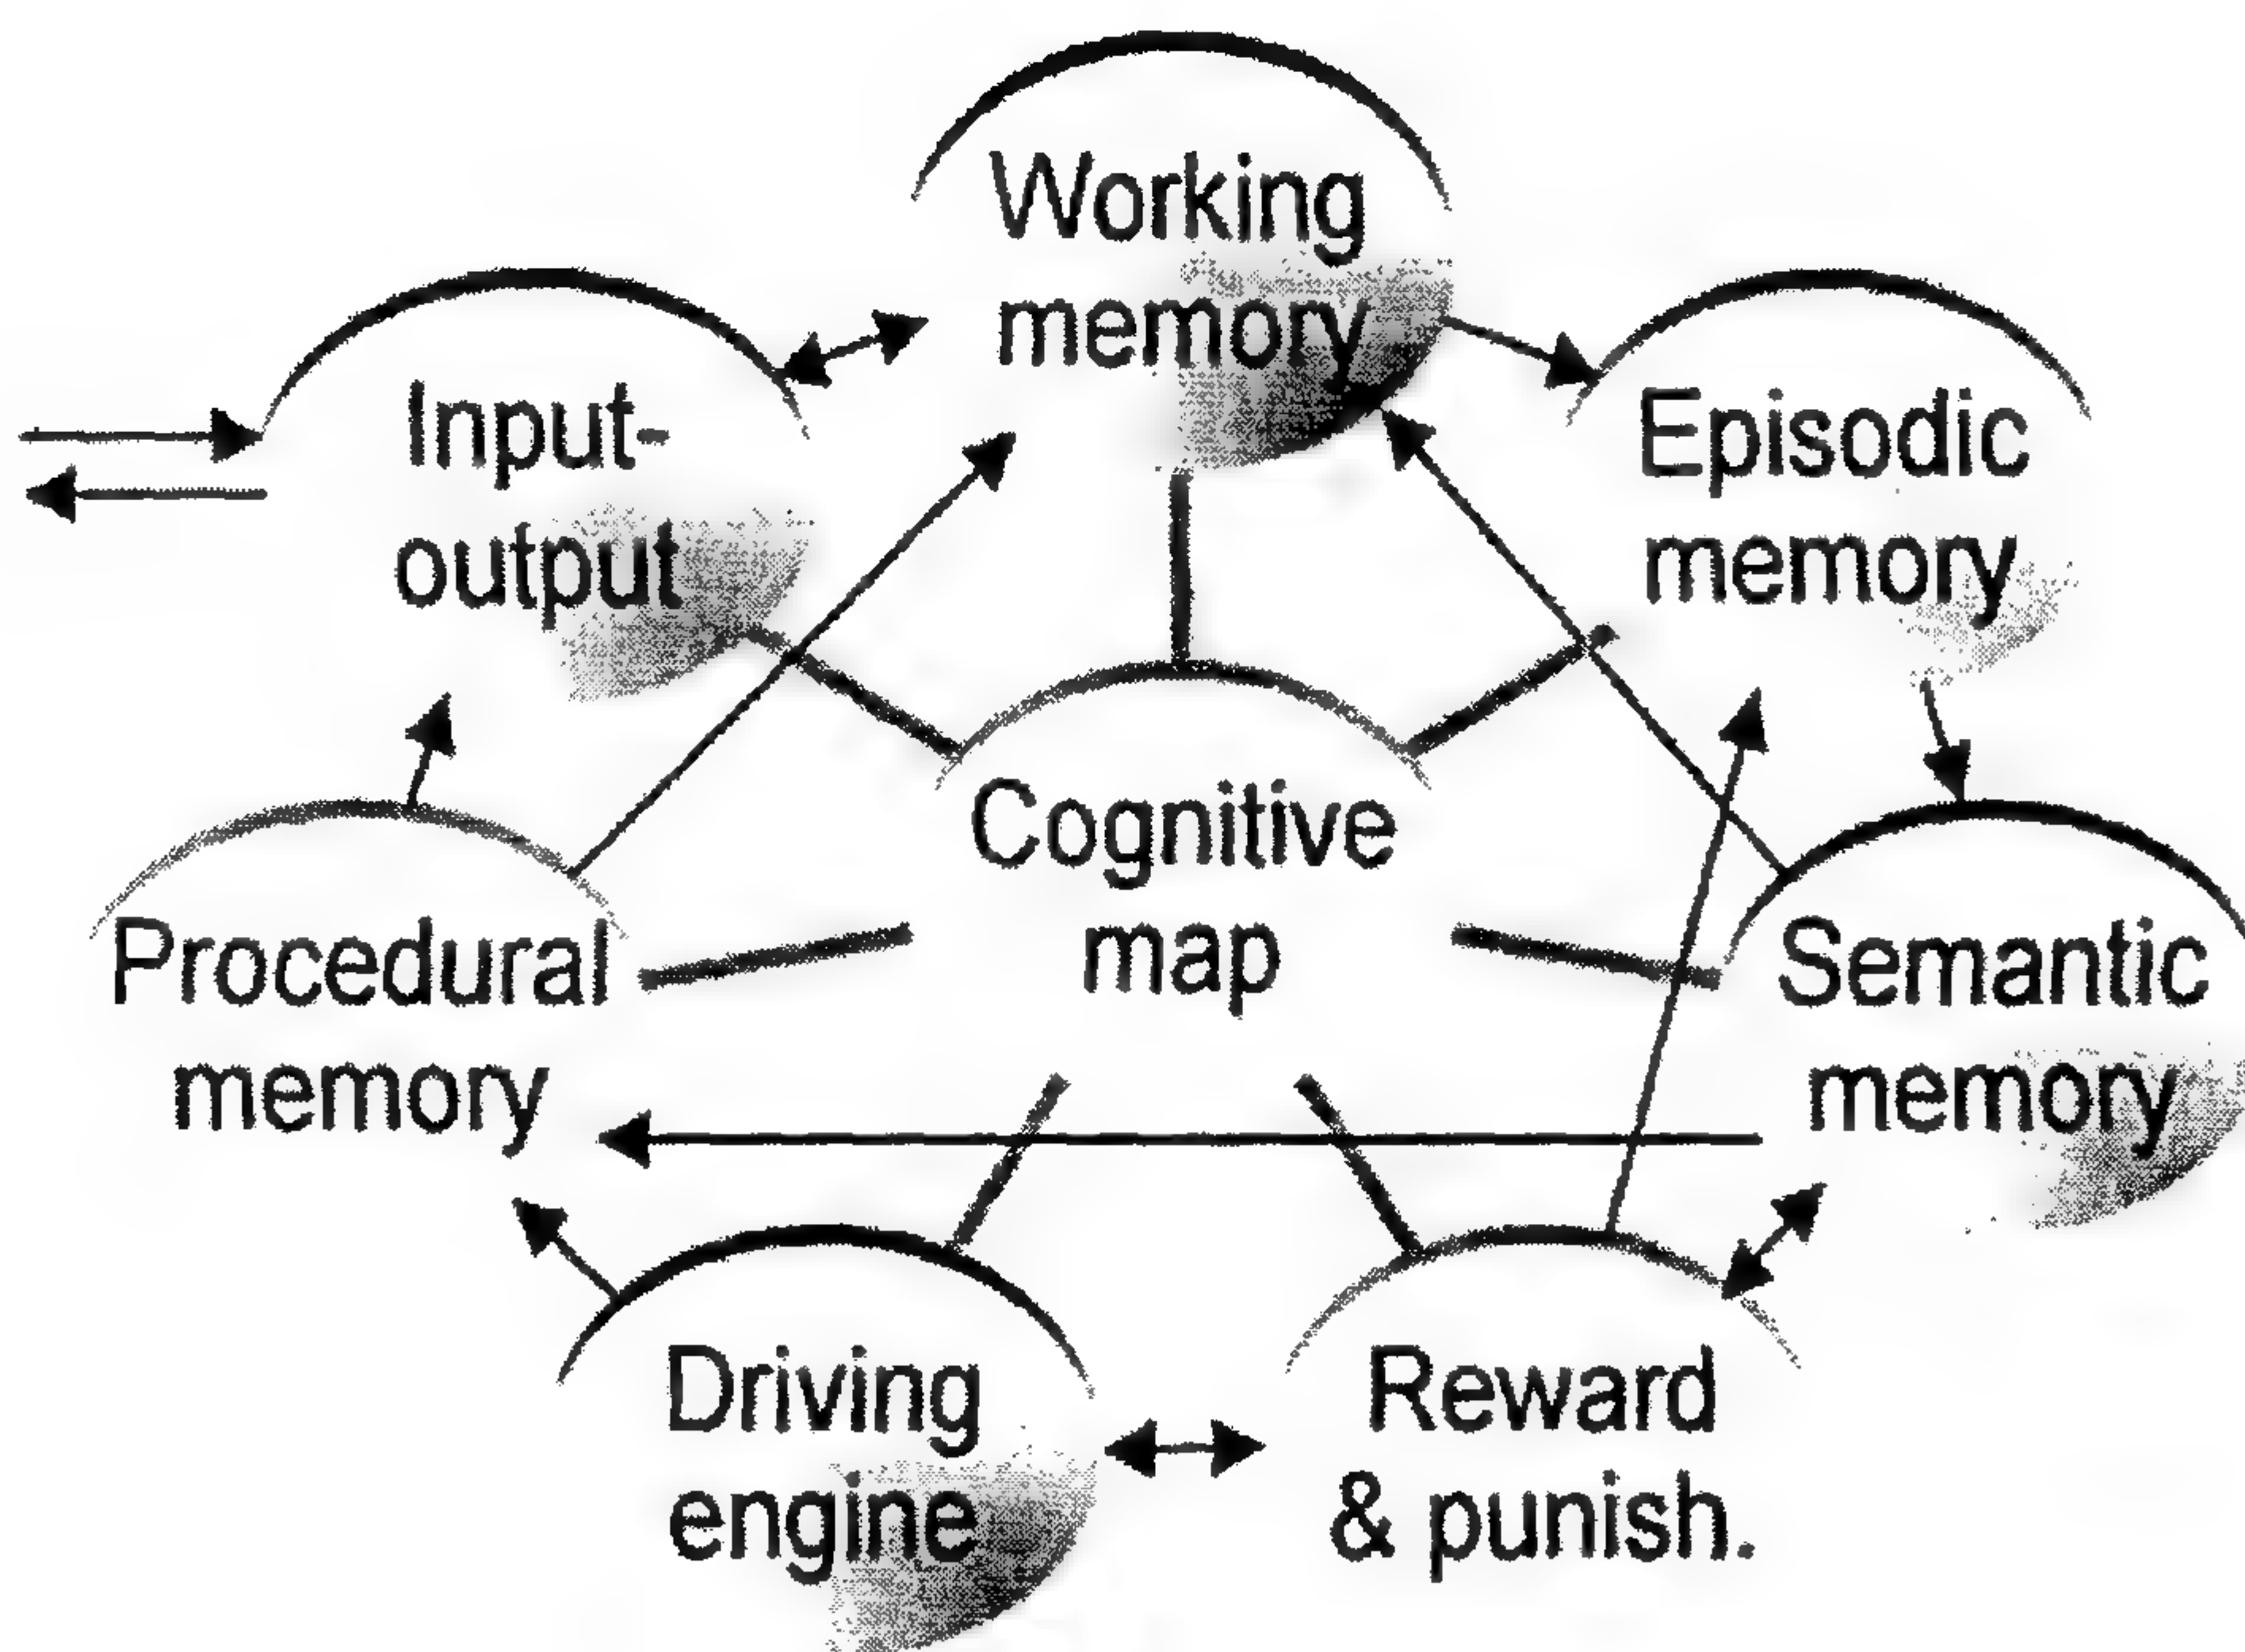 Working
memory
Input-
output
Episodic
memory
Cognitive
map
Procedural
memory
Semantic
memory
Driving
engine
Reward
& punish.